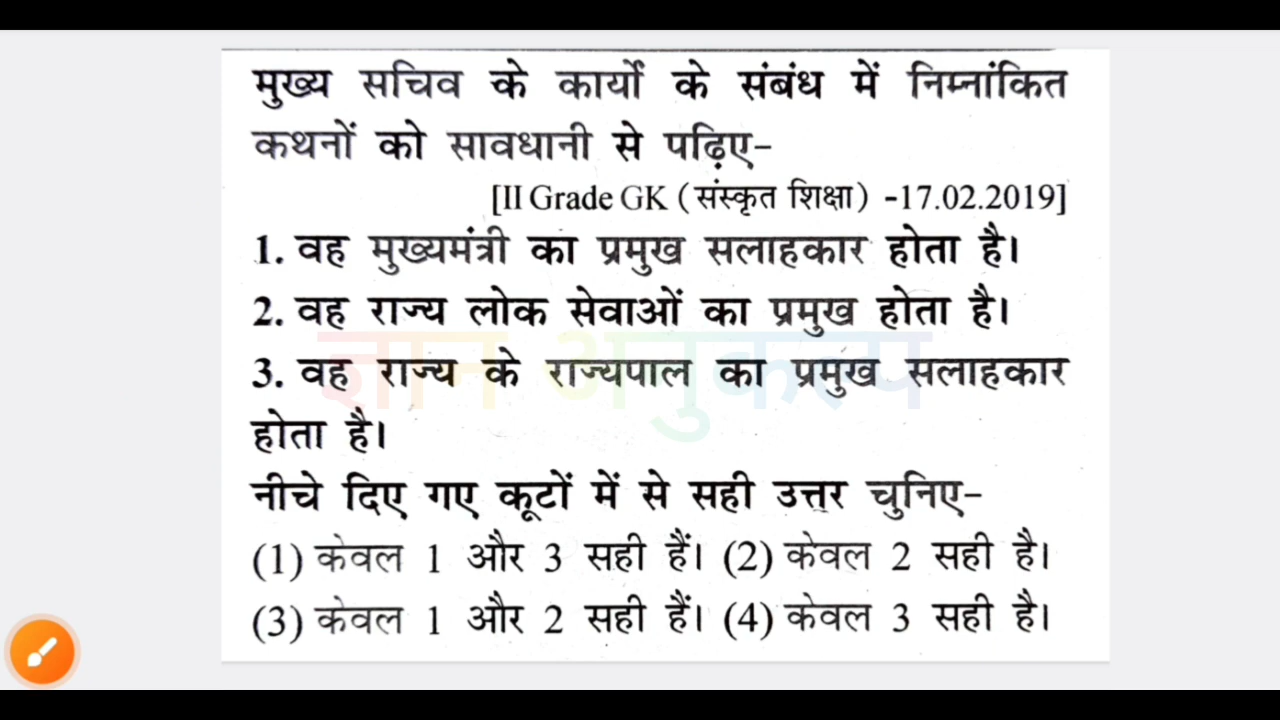 मुख्य सचिव के कार्यों के संबंध में निम्नांकित
कथनों को सावधानी से पढ़िए-
[II Grade GK (संस्कृत शिक्षा) -17.02.2019]
1. वह मुख्यमंत्री का प्रमुख सलाहकार होता है।
2. वह राज्य लोक सेवाओं का प्रमुख होता है।
ज्ञान अनुकल्प
3. वह राज्य के राज्यपाल का प्रमुख सलाहकार
होता है।
नीचे दिए गए कूटों में से सही उत्तर चुनिए-
(1) केवल 1 और 3 सही हैं। (2) केवल 2 सही है।
(3) केवल 1 और 2 सही हैं। (4) केवल 3 सही है।